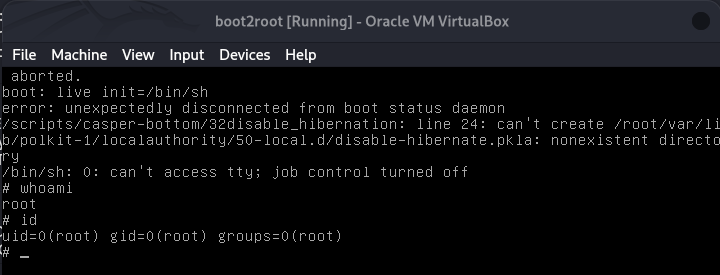 boot2root [Running] - Oracle VM VirtualBox
File Machine View Input Devices Help
aborted.
boot: live init=/bin/sh
error: unexpectedly disconnected from boot status daemon
/scripts/casper-bottom/32disable_hibernation: line 24: can't create /root/var/li
b/polkit-1/localauthority/50-local.d/disable-hibernate.pkla: nonexistent directo
ry
/bin/sh: 0: can't access tty; job control turned off
# whoami
root
# id
uid=0(root) gid=0(root) groups=0(root)
# _